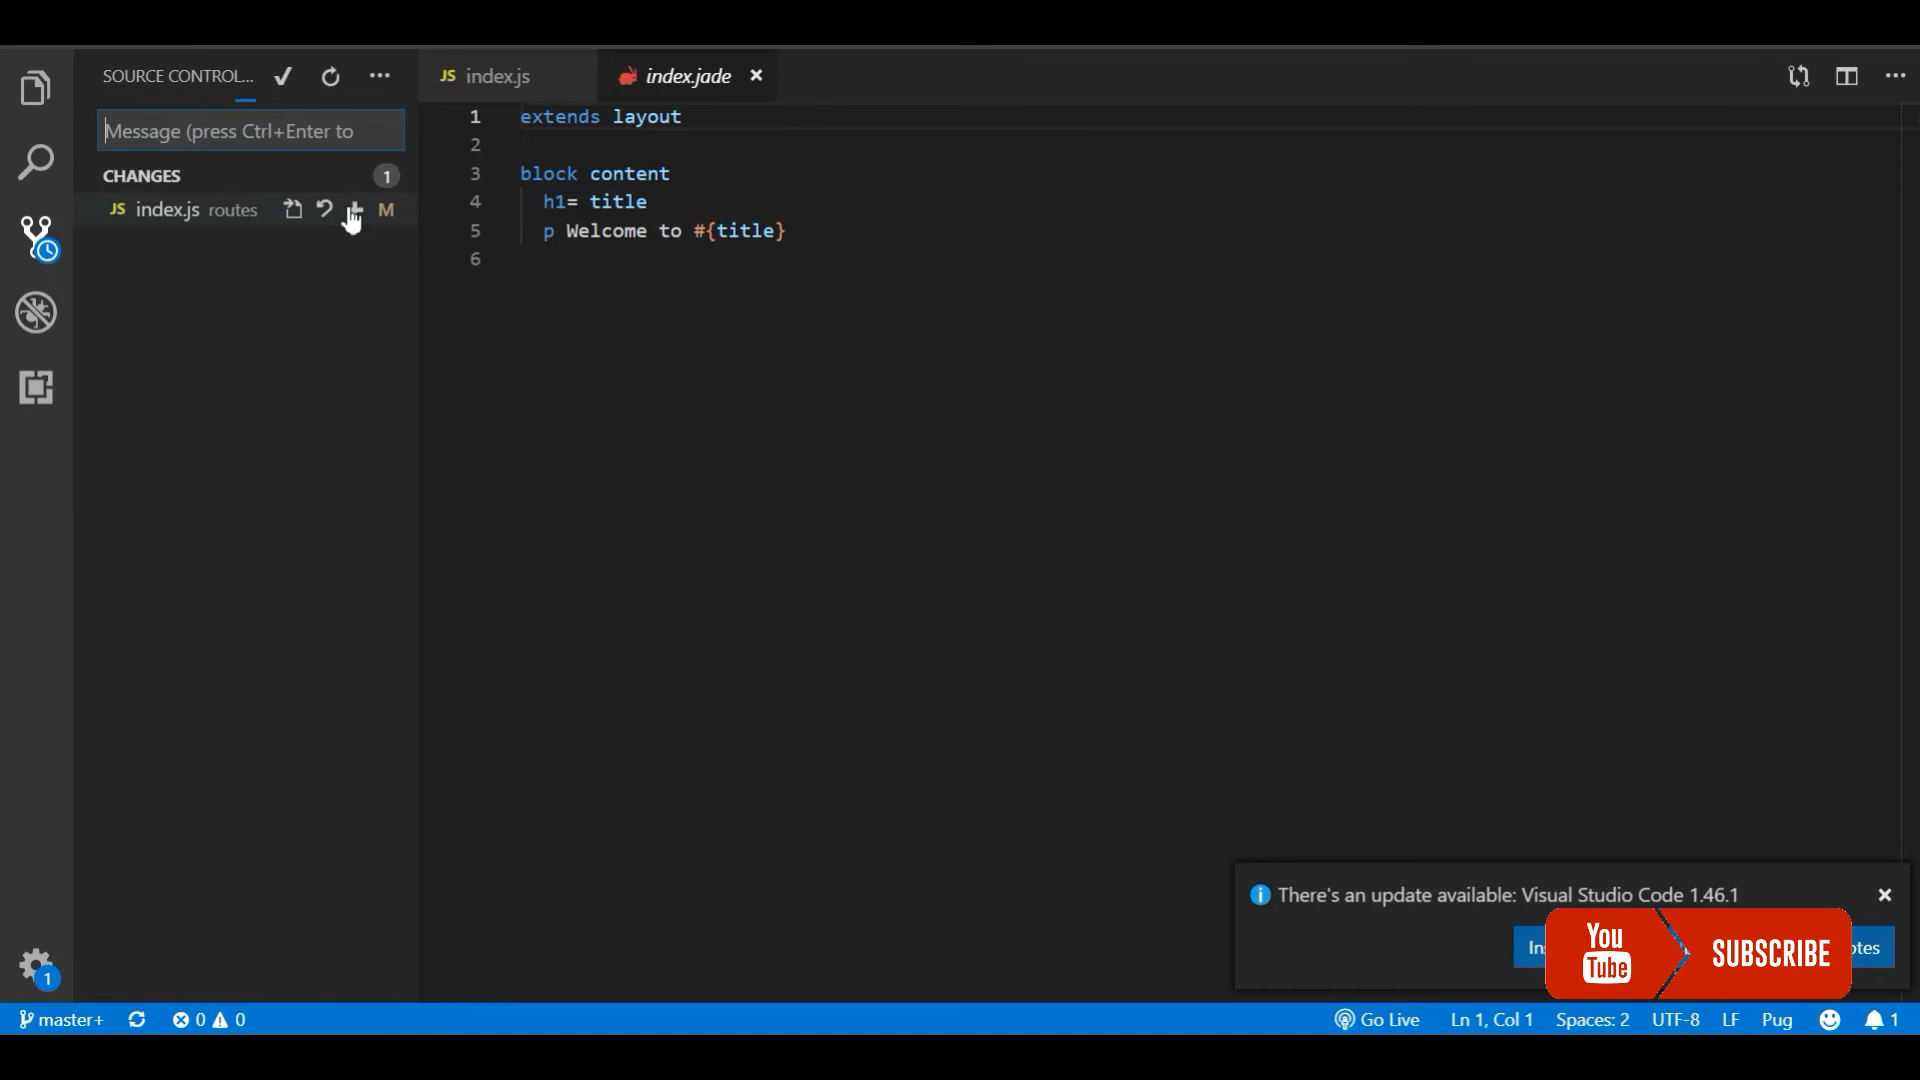 SOURCE CONTROL...
JS index.js
index.jade
Message (press Ctrl+Enter to
CHANGES 1
JS index.js routes M
1 extends layout
2
3 block content
4 h1= title
5 p Welcome to #{title}
6
There's an update available: Visual Studio Code 1.46.1
You
Tube
SUBSCRIBE
1
master+ 0 0
Go Live Ln 1, Col 1 Spaces: 2 UTF-8 LF Pug 1